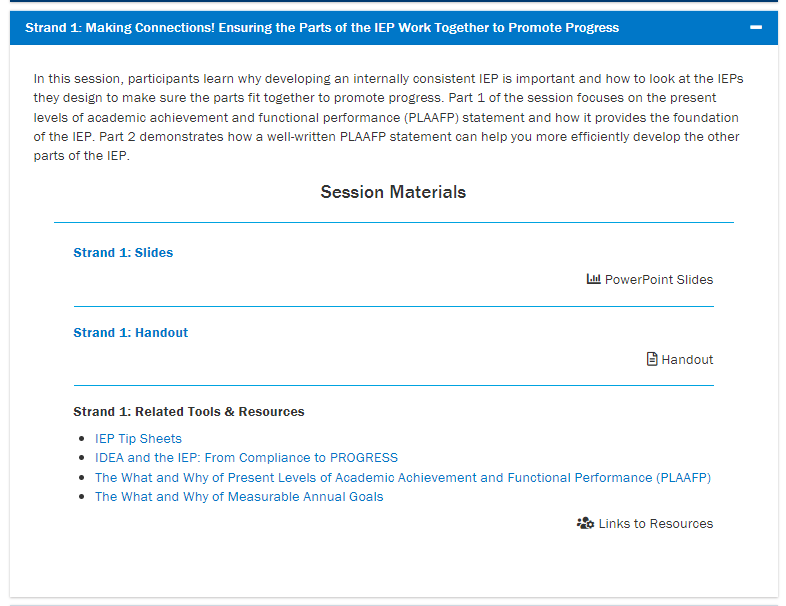 Strand 1: Making Connections! Ensuring the Parts of the IEP Work Together to Promote Progress
In this session, participants learn why developing an internally consistent IEP is important and how to look at the IEPs
they design to make sure the parts fit together to promote progress. Part 1 of the session focuses on the present
levels of academic achievement and functional performance (PLAAFP) statement and how it provides the foundation
of the IEP. Part 2 demonstrates how a well-written PLAAFP statement can help you more efficiently develop the other
parts of the IEP.
Session Materials
Strand 1: Slides
PowerPoint Slides
Strand 1: Handout
Handout
Strand 1: Related Tools & Resources
IEP Tip Sheets
IDEA and the IEP: From Compliance to PROGRESS
The What and Why of Present Levels of Academic Achievement and Functional Performance (PLAAFP)
The What and Why of Measurable Annual Goals
Links to Resources